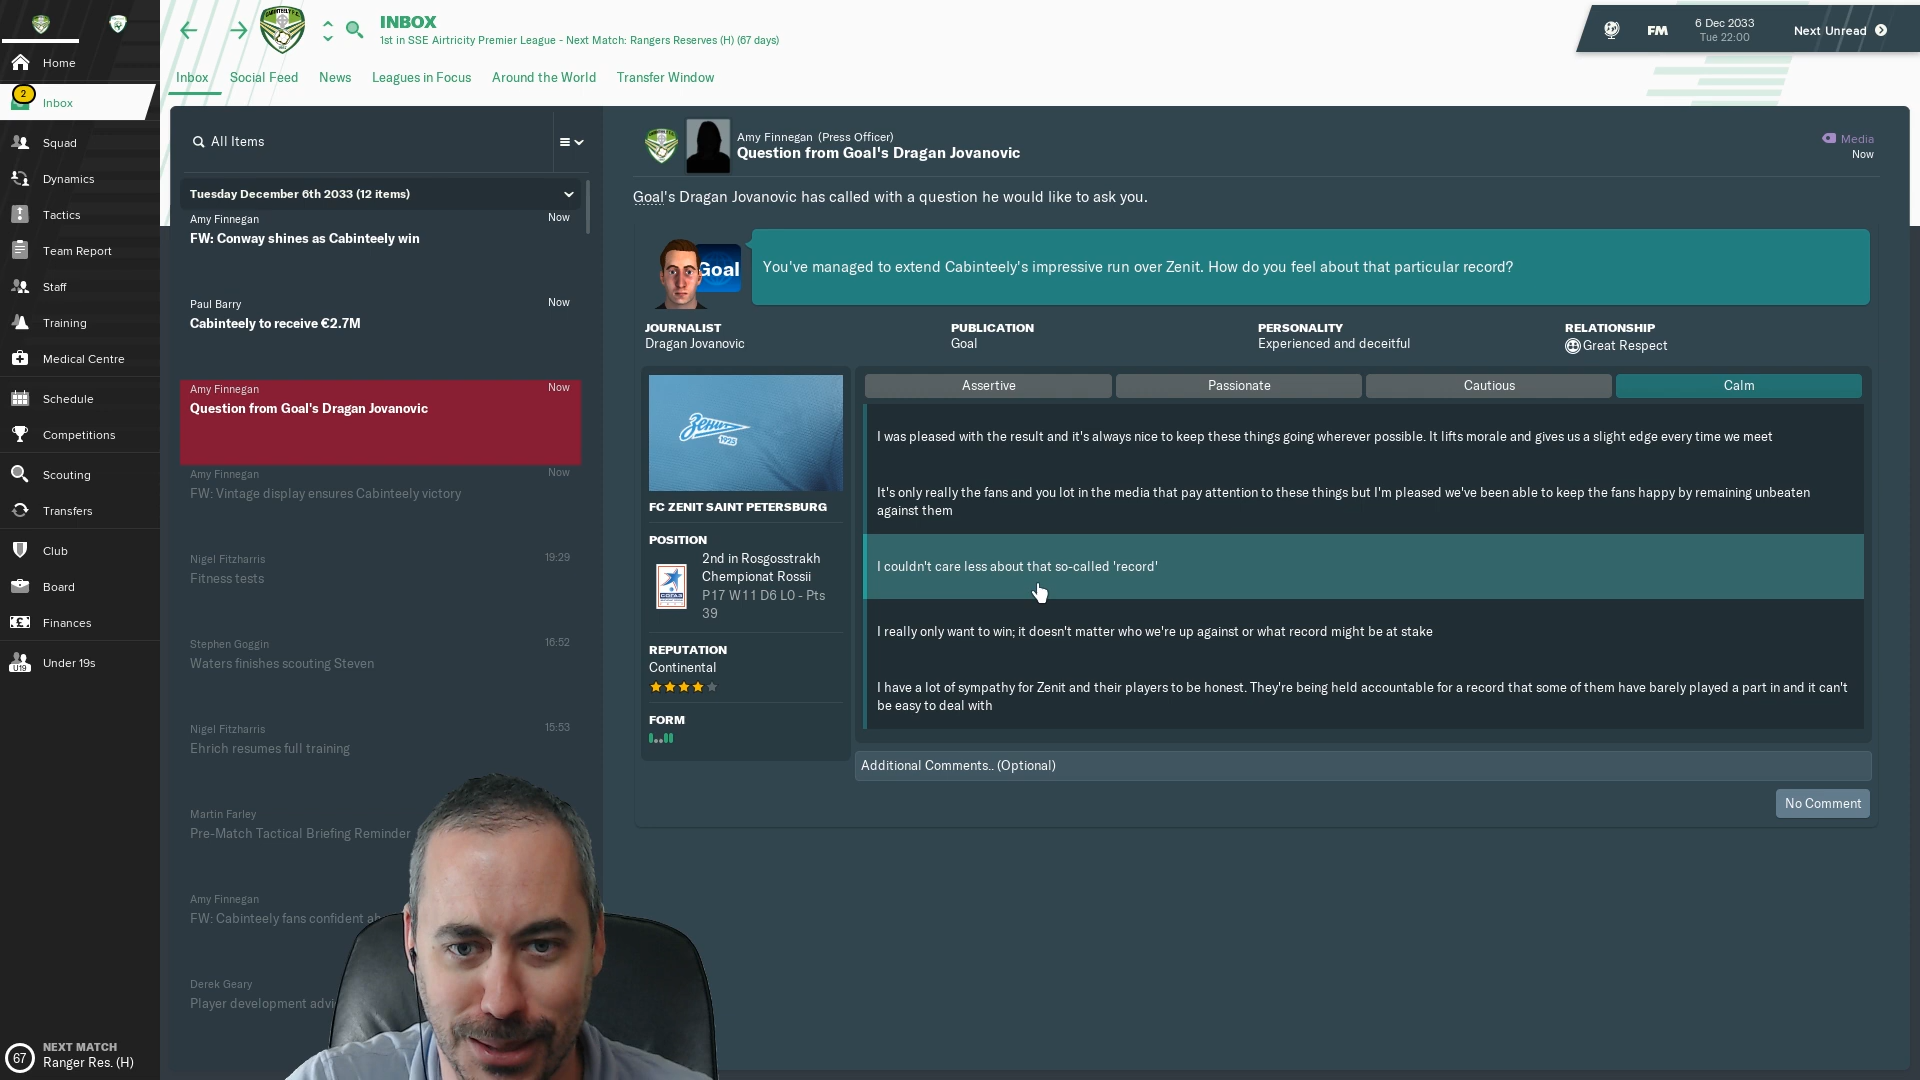 INBOX
1st in SSE Airtricity Premier League - Next Match: Rangers Reserves (H) (67 days)
FM
6 Dec 2033
Tue 22:00
Next Unread
Inbox
Social Feed
News
Leagues in Focus
Around the World
Transfer Window
Home
2
Inbox
Squad
Dynamics
Tactics
Team Report
Staff
Training
Medical Centre
Schedule
Competitions
Scouting
Transfers
Club
Board
Finances
U19
Under 19s
67
NEXT MATCH
Ranger Res. (H)
All Items
Tuesday December 6th 2033 (12 items)
Amy Finnegan
Now
FW: Conway shines as Cabinteely win
Paul Barry
Now
Cabinteely to receive €2.7M
Amy Finnegan
Now
Question from Goal's Dragan Jovanovic
Amy Finnegan
Now
FW: Vintage display ensures Cabinteely victory
Nigel Fitzharris
19:29
Fitness tests
Stephen Goggin
16:52
Waters finishes scouting Steven
Nigel Fitzharris
15:53
Ehrich resumes full training
Martin Farley
Pre-Match Tactical Briefing Reminder
Amy Finnegan
FW: Cabinteely fans confident
Derek Geary
Player development
Amy Finnegan (Press Officer)
Question from Goal's Dragan Jovanovic
Media
Now
Goal's Dragan Jovanovic has called with a question he would like to ask you.
Goal
You've managed to extend Cabinteely's impressive run over Zenit. How do you feel about that particular record?
JOURNALIST
Dragan Jovanovic
PUBLICATION
Goal
PERSONALITY
Experienced and deceitful
RELATIONSHIP
Great Respect
Зенит
1925
FC ZENIT SAINT PETERSBURG
POSITION
2nd in Rosgosstrakh
Chempionat Rossii
P17 W11 D6 L0 - Pts
39
REPUTATION
Continental
FORM
Assertive
Passionate
Cautious
Calm
I was pleased with the result and it's always nice to keep these things going wherever possible. It lifts morale and gives us a slight edge every time we meet
It's only really the fans and you lot in the media that pay attention to these things but I'm pleased we've been able to keep the fans happy by remaining unbeaten
against them
I couldn't care less about that so-called 'record'
I really only want to win; it doesn't matter who we're up against or what record might be at stake
I have a lot of sympathy for Zenit and their players to be honest. They're being held accountable for a record that some of them have barely played a part in and it can't
be easy to deal with
Additional Comments.. (Optional)
No Comment